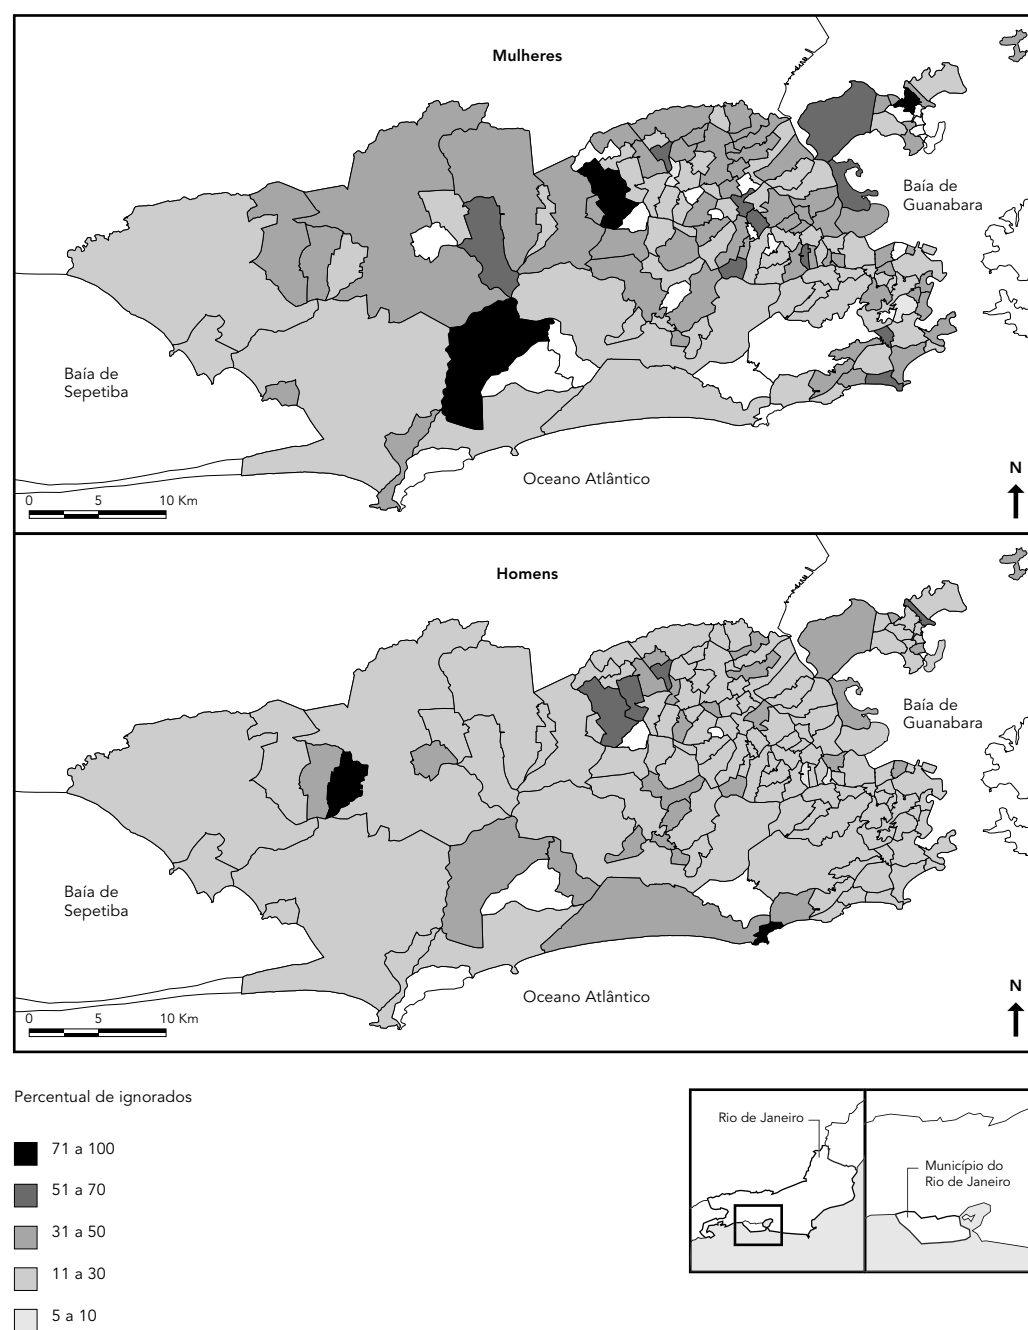 Mulheres
Baía de
Guanabara
Baía de
Sepetiba
Oceano Atlântico
N
0 5 10 Km
Homens
Baía de
Guanabara
Baía de
Sepetiba
Oceano Atlântico
N
0 5 10 Km
Percentual de ignorados
71 a 100
51 a 70
31 a 50
11 a 30
5 a 10
Rio de Janeiro
Município do
Rio de Janeiro